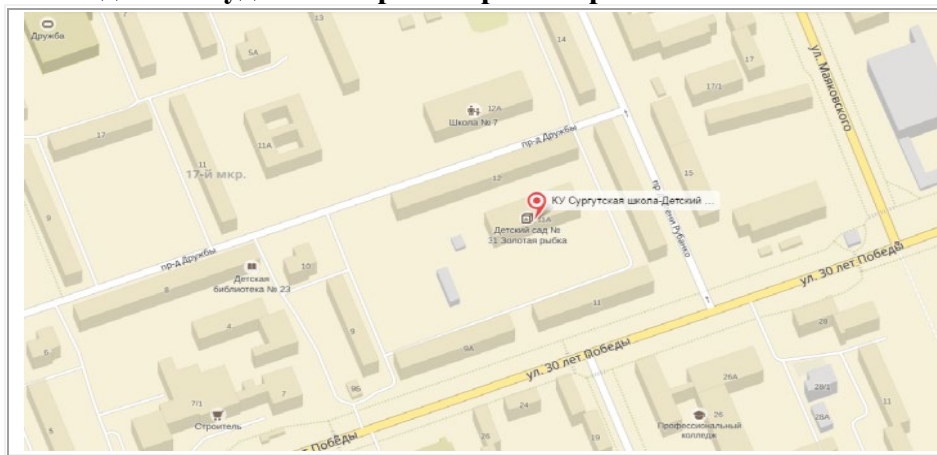 Дружба
13
5А
14
17
17/1
ул. Маяковского
12А
Школа № 7
17
11
11А
17-й мкр.
пр-д Дружбы
12
15
9
КУ Сургутская школа-Детский ...
11А
Детский сад №
31 Золотая рыбка
пр-д Дружбы
10
Детская
библиотека № 23
8
4
9
11
9А
ул. 30 лет Победы
ул. 30 лет Победы
28
6
7
7/1
9Б
Строитель
5
24
26
19
26А
26
Профессиональный
колледж
28/1
28А
11